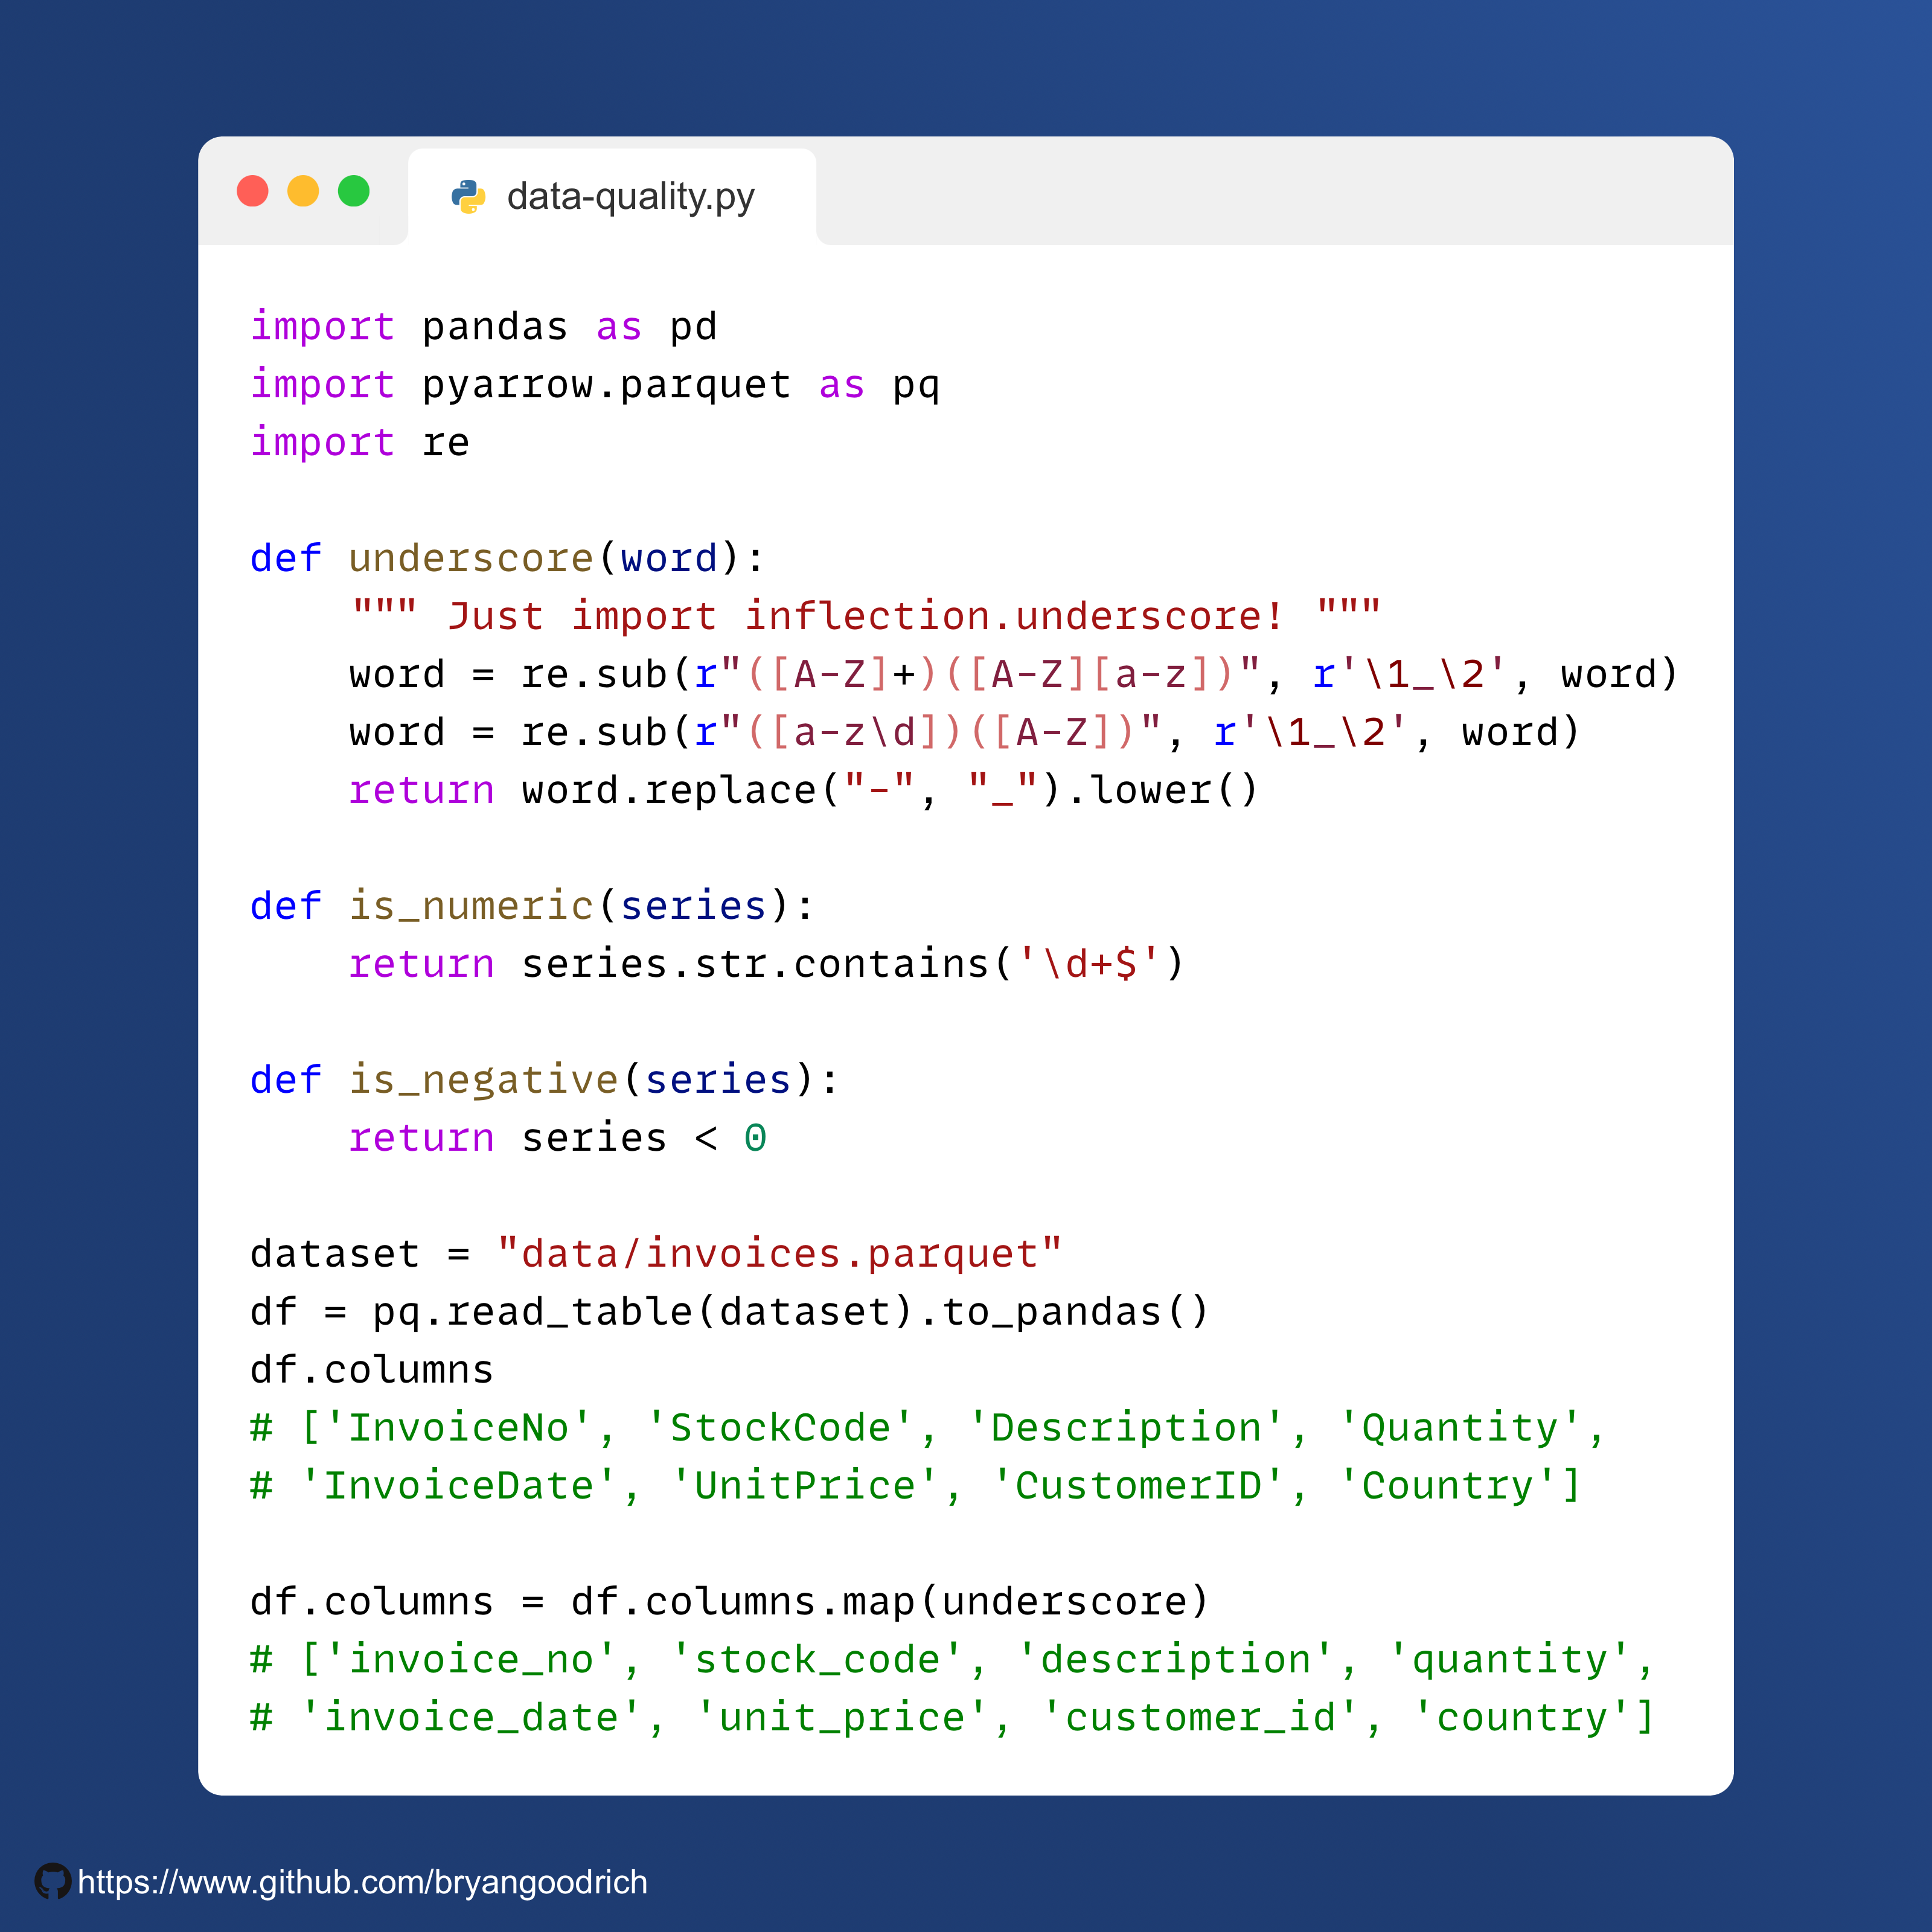 data-quality.py
import pandas as pd
import pyarrow.parquet as pq
import re
def underscore(word):
    """ Just import inflection.underscore! """
    word = re.sub(r"([A-Z]+)([A-Z][a-z])", r'\1_\2', word)
    word = re.sub(r"([a-z\d])([A-Z])", r'\1_\2', word)
    return word.replace("-", "_").lower()
def is_numeric(series):
    return series.str.contains('\d+$')
def is_negative(series):
    return series < 0
dataset = "data/invoices.parquet"
df = pq.read_table(dataset).to_pandas()
df.columns
# ['InvoiceNo', 'StockCode', 'Description', 'Quantity',
# 'InvoiceDate', 'UnitPrice', 'CustomerID', 'Country']
df.columns = df.columns.map(underscore)
# ['invoice_no', 'stock_code', 'description', 'quantity',
# 'invoice_date', 'unit_price', 'customer_id', 'country']
https://www.github.com/bryangoodrich